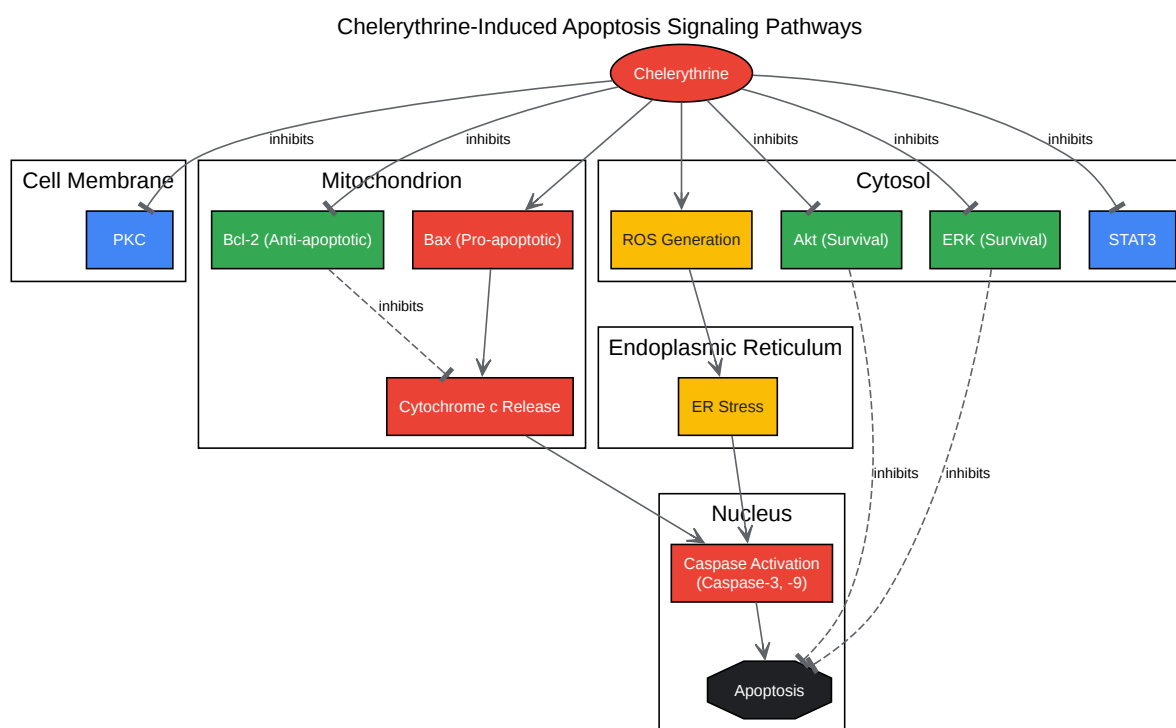 Chelerythrine-Induced Apoptosis Signaling Pathways
Chelerythrine
inhibits
inhibits
inhibits
inhibits
inhibits
Cell Membrane
Mitochondrion
Cytosol
PKC
Bcl-2 (Anti-apoptotic)
Bax (Pro-apoptotic)
ROS Generation
Akt (Survival)
ERK (Survival)
STAT3
inhibits
Endoplasmic Reticulum
Cytochrome c Release
ER Stress
inhibits
inhibits
Nucleus
Caspase Activation
(Caspase-3, -9)
Apoptosis